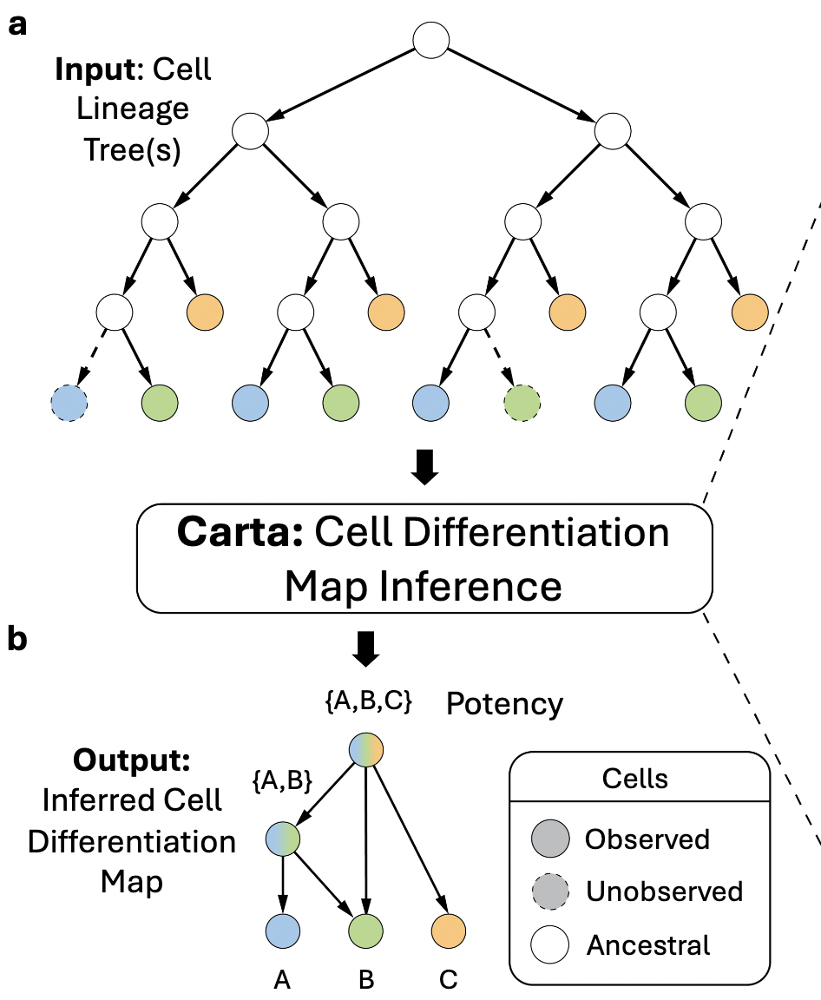 a
Input: Cell
Lineage
Tree(s)
Carta: Cell Differentiation
Map Inference
b
{A,B,C}
Potency
Output:
Inferred Cell
Differentiation
Map
{A,B}
A
B
C
Cells
Observed
Unobserved
Ancestral